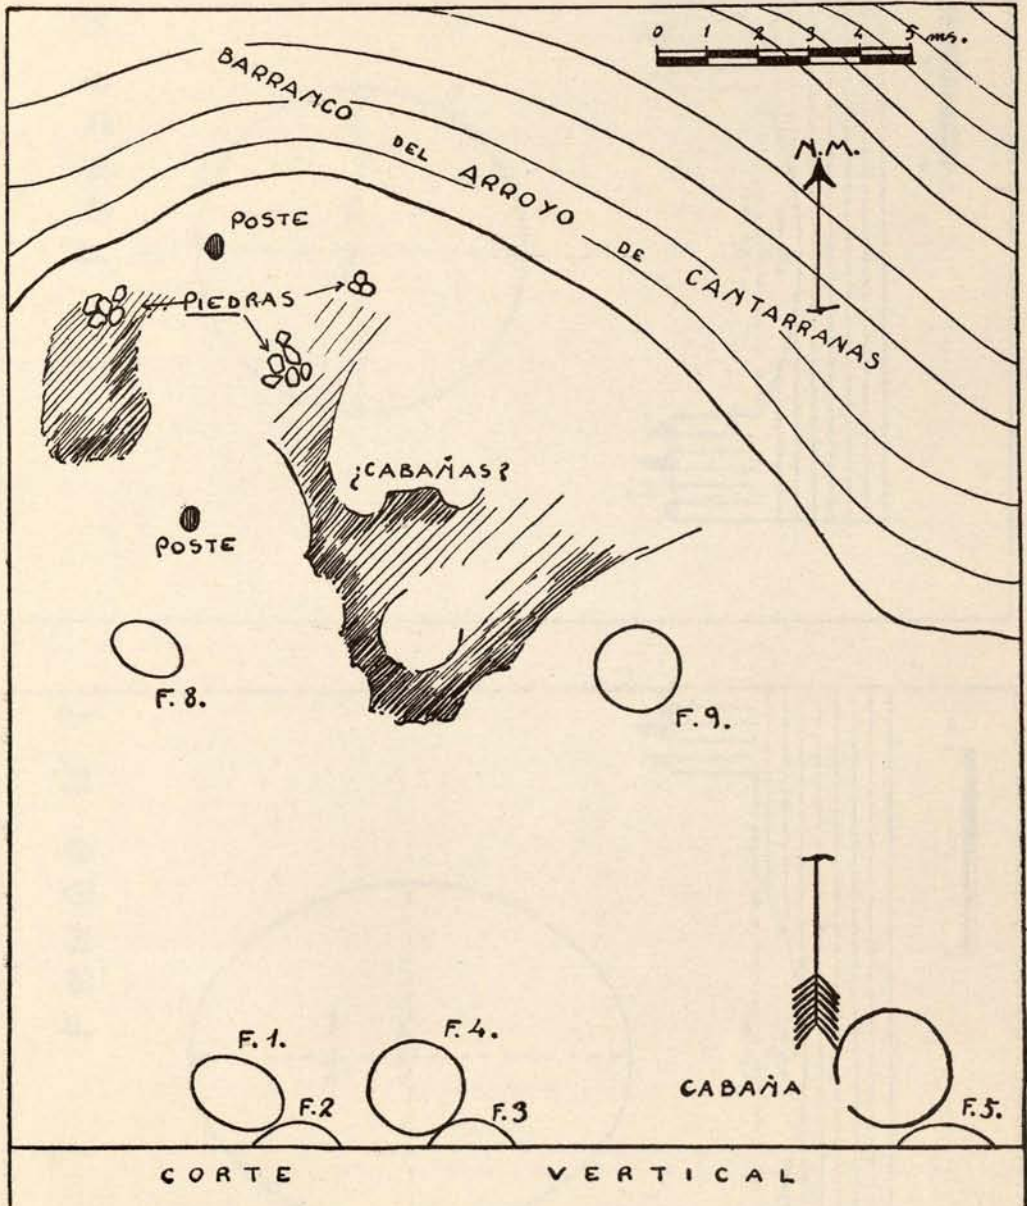 0 1 2 3 4 5 ms.
BARRANCO DEL ARROYO DE CANTARRANAS
N.M.
POSTE
PIEDRAS
¿CABAÑAS?
POSTE
F. 8.
F. 9.
F. 1.
F. 4.
CABAÑA
F. 2
F. 3
F. 5.
CORTE VERTICAL